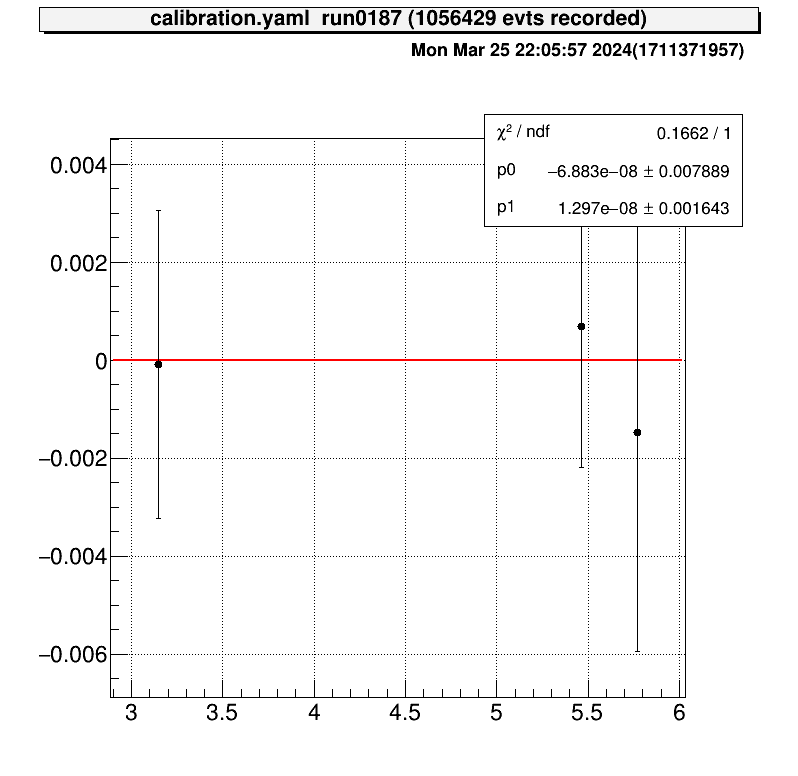 calibration.yaml  run0187 (1056429 evts recorded)
Mon Mar 25 22:05:57 2024(1711371957)
χ² / ndf 0.1662 / 1
p0 −6.883e−08 ± 0.007889
p1 1.297e−08 ± 0.001643
0.004
0.002
0
−0.002
−0.004
−0.006
3 3.5 4 4.5 5 5.5 6